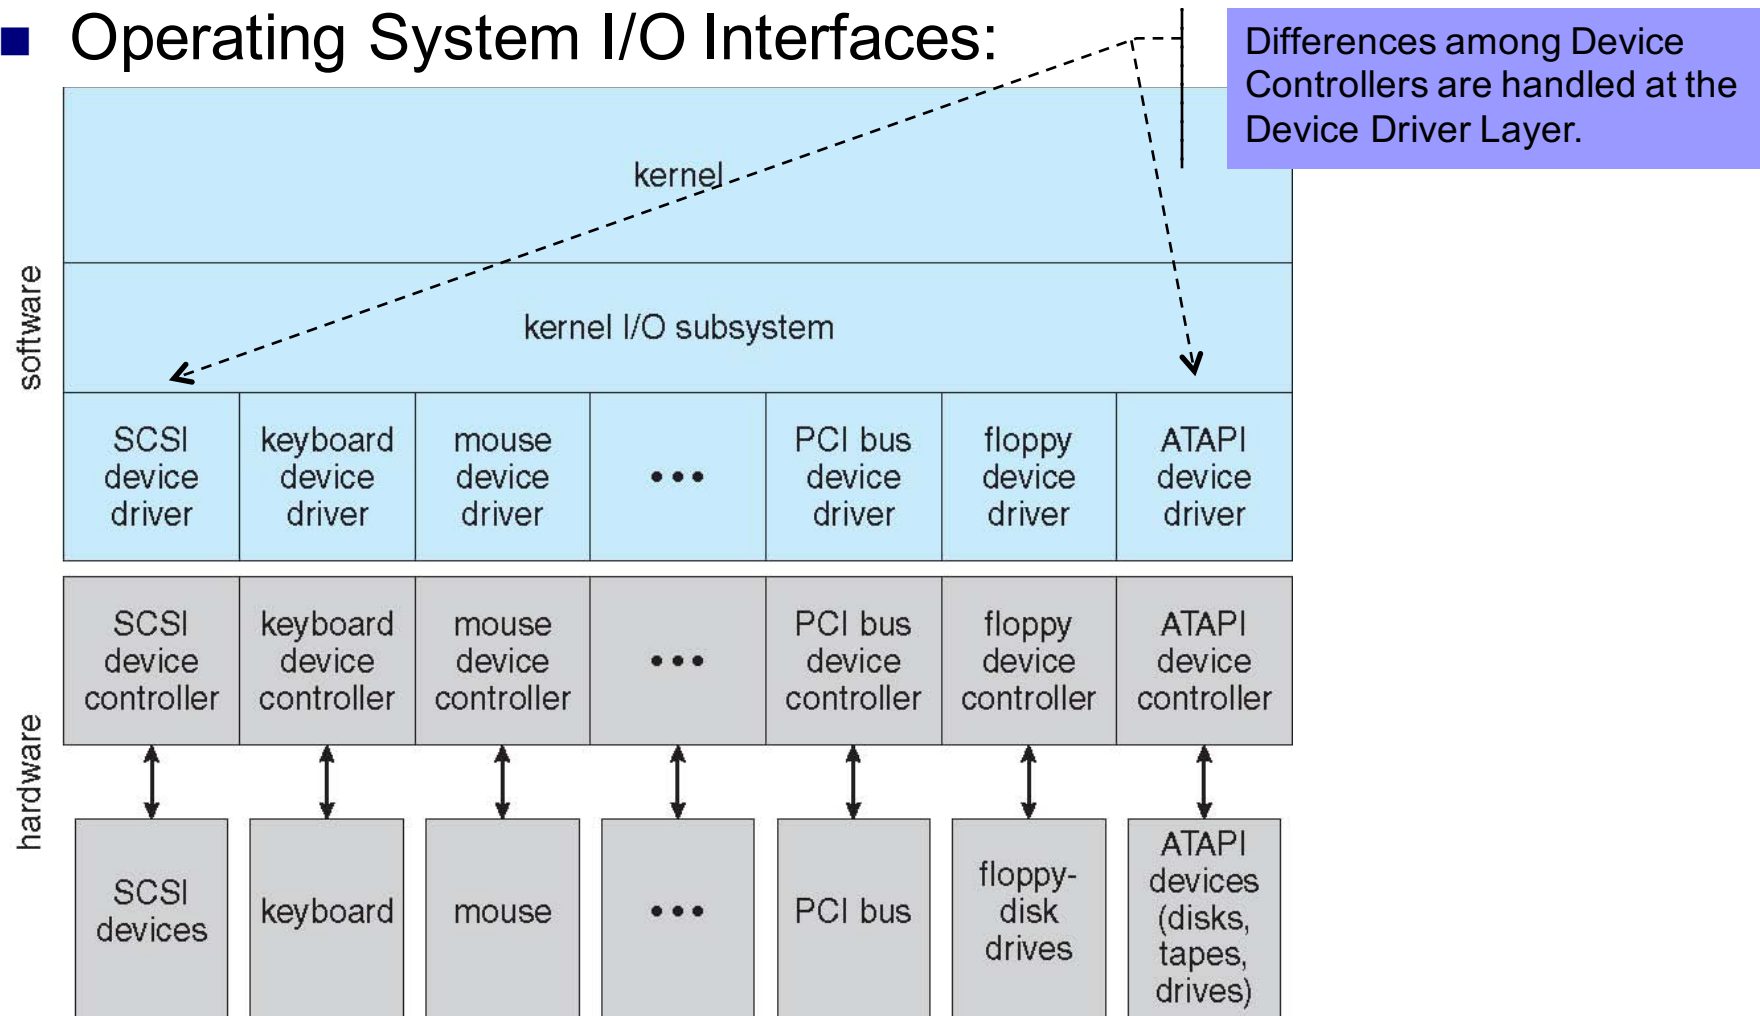 Operating System I/O Interfaces:
Differences among Device
Controllers are handled at the
Device Driver Layer.
kernel
kernel I/O subsystem
software
SCSI
device
driver
keyboard
device
driver
mouse
device
driver
•••
PCI bus
device
driver
floppy
device
driver
ATAPI
device
driver
hardware
SCSI
device
controller
keyboard
device
controller
mouse
device
controller
•••
PCI bus
device
controller
floppy
device
controller
ATAPI
device
controller
SCSI
devices
keyboard
mouse
•••
PCI bus
floppy-
disk
drives
ATAPI
devices
(disks,
tapes,
drives)